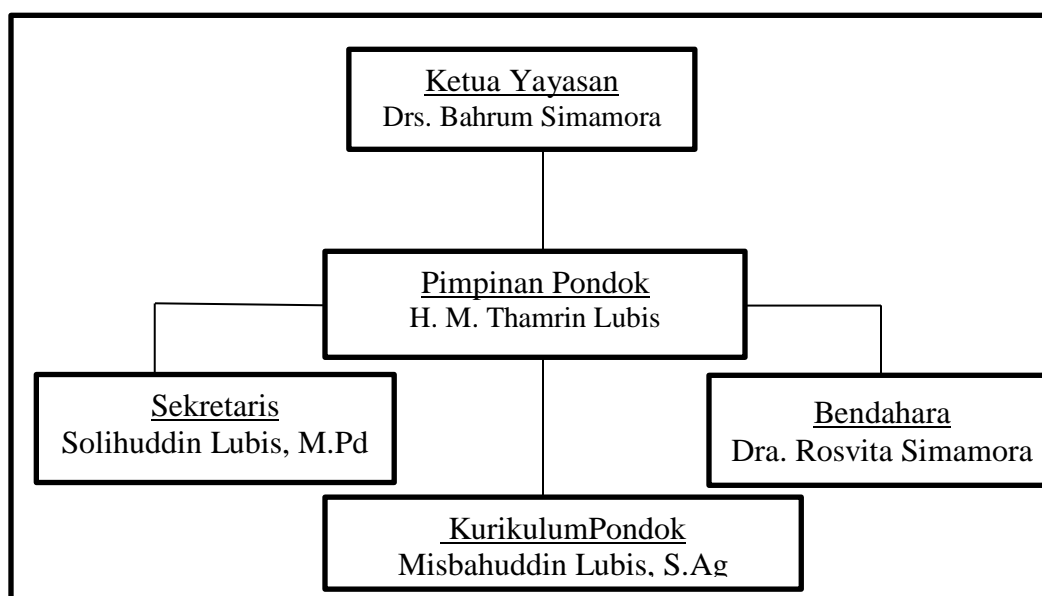 Ketua Yayasan
Drs. Bahrum Simamora
Pimpinan Pondok
H. M. Thamrin Lubis
Sekretaris
Solihuddin Lubis, M.Pd
Bendahara
Dra. Rosvita Simamora
KurikulumPondok
Misbahuddin Lubis, S.Ag